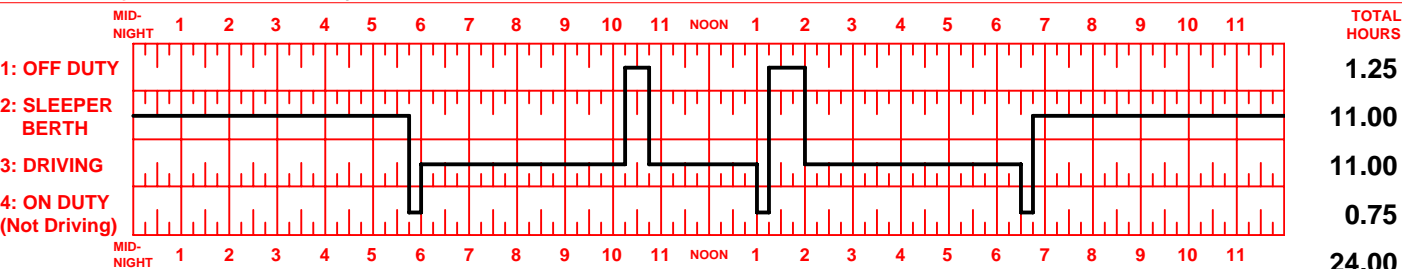 MID-
NIGHT 1 2 3 4 5 6 7 8 9 10 11 NOON 1 2 3 4 5 6 7 8 9 10 11 TOTAL
HOURS
1: OFF DUTY 1.25
2: SLEEPER
BERTH 11.00
3: DRIVING 11.00
4: ON DUTY
(Not Driving) 0.75
MID-
NIGHT 1 2 3 4 5 6 7 8 9 10 11 NOON 1 2 3 4 5 6 7 8 9 10 11
24.00